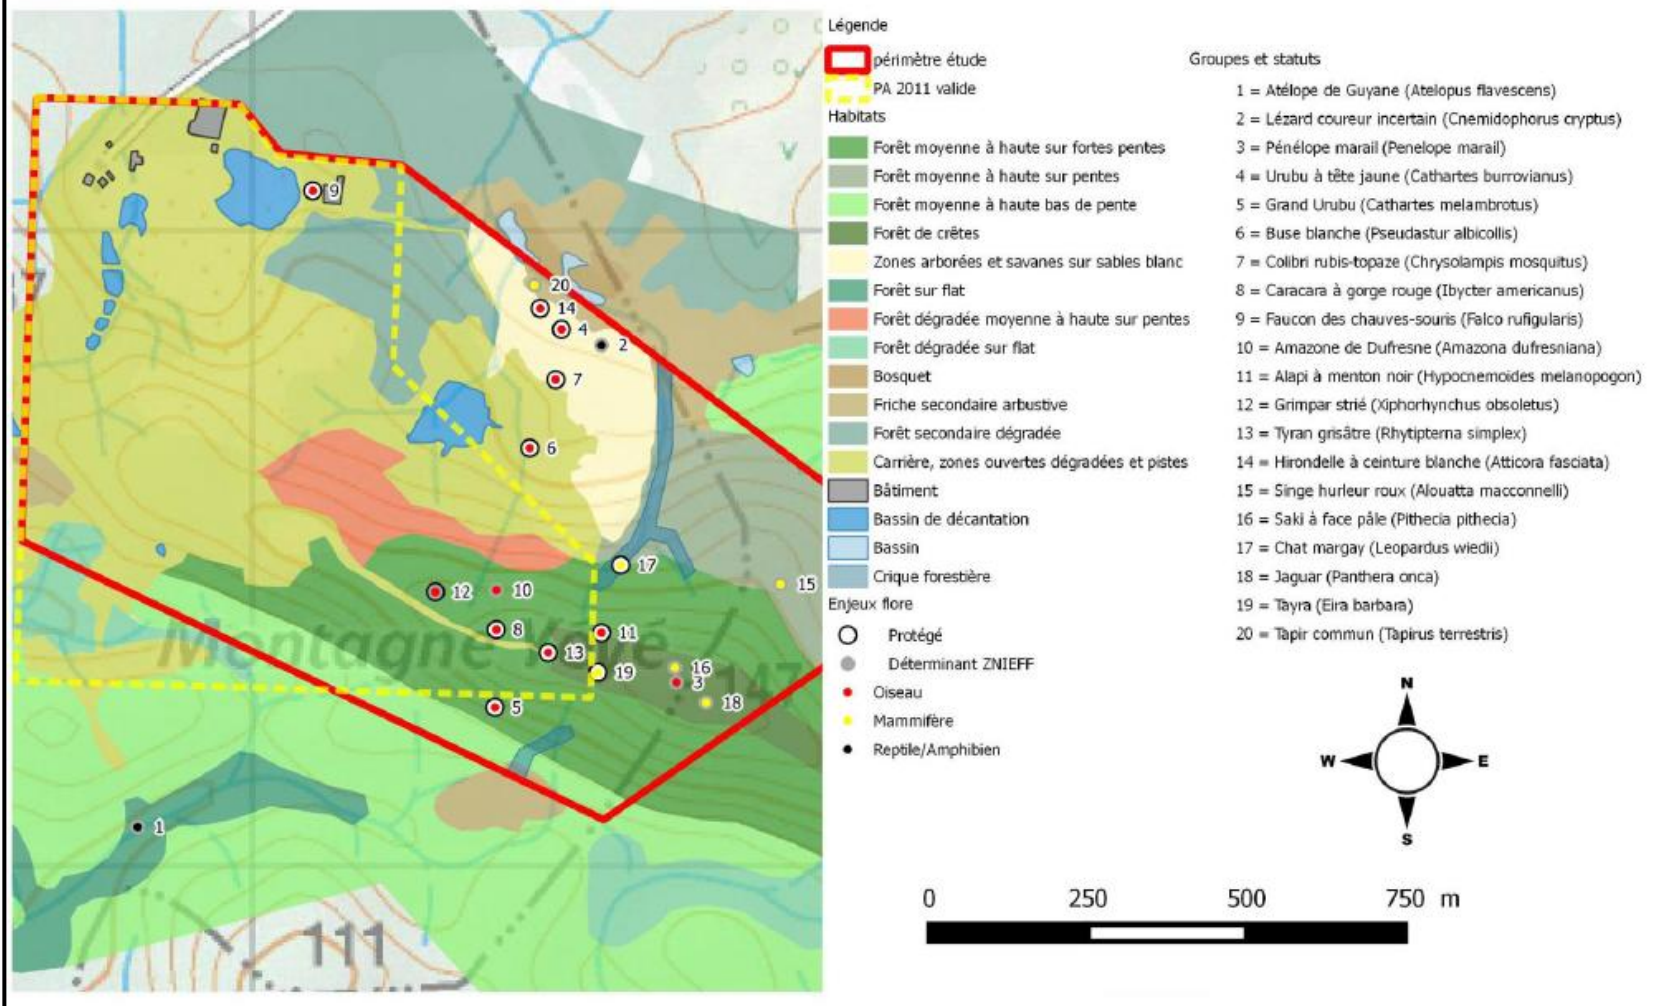 Légende
périmètre étude
PA 2011 valide
Habitats
Forêt moyenne à haute sur fortes pentes
Forêt moyenne à haute sur pentes
Forêt moyenne à haute bas de pente
Forêt de crêtes
Zones arborées et savanes sur sables blanc
Forêt sur flat
Forêt dégradée moyenne à haute sur pentes
Forêt dégradée sur flat
Bosquet
Friche secondaire arbustive
Forêt secondaire dégradée
Carrière, zones ouvertes dégradées et pistes
Bâtiment
Bassin de décantation
Bassin
Crique forestière
Enjeux flore
Protégé
Déterminant ZNIEFF
Oiseau
Mammifère
Reptile/Amphibien
Groupes et statuts
1 = Atélope de Guyane (Atelopus flavescens)
2 = Lézard coureur incertain (Cnemidophorus cryptus)
3 = Pénélope marail (Penelope marail)
4 = Urubu à tête jaune (Cathartes burrovianus)
5 = Grand Urubu (Cathartes melambrotus)
6 = Buse blanche (Pseudastur albicollis)
7 = Colibri rubis-topaze (Chrysolampis mosquitus)
8 = Caracara à gorge rouge (Ibycter americanus)
9 = Faucon des chauves-souris (Falco rufigularis)
10 = Amazone de Dufresne (Amazona dufresniana)
11 = Alapi à menton noir (Hypocnemoides melanopogon)
12 = Grimpar strié (Xiphorhynchus obsoletus)
13 = Tyran grisâtre (Rhytipterna simplex)
14 = Hirondelle à ceinture blanche (Atticora fasciata)
15 = Singe hurleur roux (Alouatta macconnelli)
16 = Saki à face pâle (Pithecia pithecia)
17 = Chat margay (Leopardus wiedii)
18 = Jaguar (Panthera onca)
19 = Tayra (Eira barbara)
20 = Tapir commun (Tapirus terrestris)
9
20
14
4
2
7
6
17
15
12
10
8
11
Montagne
13
16
19
3
147
18
5
1
111
N
W
E
S
0 250 500 750 m